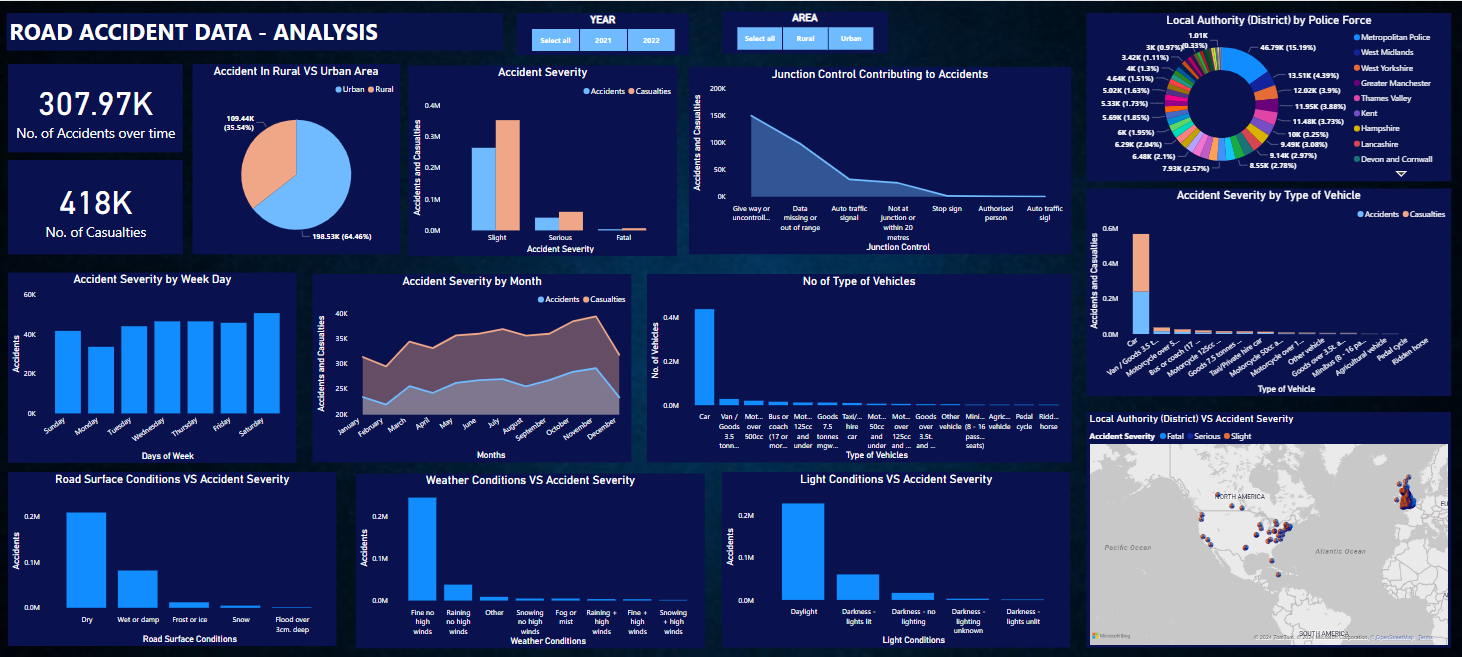 ROAD ACCIDENT DATA - ANALYSIS
YEAR
Select all
2021
2022
AREA
Select all
Rural
Urban
307.97K
No. of Accidents over time
418K
No. of Casualties
Accident In Rural VS Urban Area
Urban
Rural
109.44K
(35.54%)
198.53K (64.46%)
Accident Severity
Accidents
Casualties
Accidents and Casualties
0.4M
0.3M
0.2M
0.1M
0.0M
Slight
Serious
Fatal
Accident Severity
Junction Control Contributing to Accidents
Accidents and Casualties
200K
150K
100K
50K
0K
Give way or
uncontroll...
Data
missing or
out of range
Auto traffic
signal
Not at
junction or
within 20
metres
Stop sign
Authorised
person
Auto traffic
sigl
Junction Control
Local Authority (District) by Police Force
1.01K
(0.33%)
3K (0.97%)
3.42K (1.11%)
4K (1.3%)
4.64K (1.51%)
5.02K (1.63%)
5.33K (1.73%)
5.69K (1.85%)
6K (1.95%)
6.29K (2.04%)
6.48K (2.1%)
7.93K (2.57%)
46.79K (15.19%)
13.51K (4.39%)
12.02K (3.9%)
11.95K (3.88%)
11.48K (3.73%)
10K (3.25%)
9.49K (3.08%)
9.14K (2.97%)
8.55K (2.78%)
Metropolitan Police
West Midlands
West Yorkshire
Greater Manchester
Thames Valley
Kent
Hampshire
Lancashire
Devon and Cornwall
Accident Severity by Type of Vehicle
Accidents
Casualties
Accidents and Casualties
0.6M
0.4M
0.2M
0.0M
Car
Van / Goods 3.5 t...
Motorcycle over 5...
Bus or coach (17 ...
Motorcycle 125cc ...
Goods 7.5 tonnes ...
Taxi/Private hire car
Motorcycle 50cc a...
Motorcycle over 1...
Other vehicle
Goods over 3.5t. a...
Minibus (8 - 16 pa...
Agricultural vehicle
Pedal cycle
Ridden horse
Type of Vehicle
Accident Severity by Week Day
Accidents
60K
40K
20K
0K
Sunday
Monday
Tuesday
Wednesday
Thursday
Friday
Saturday
Days of Week
Accident Severity by Month
Accidents
Casualties
Accidents and Casualties
40K
35K
30K
25K
20K
January
February
March
April
May
June
July
August
September
October
November
December
Months
No of Type of Vehicles
No. of Vehicles
0.4M
0.2M
0.0M
Car
Van /
Goods
3.5
tonn...
Mot...
over
500cc
Bus or
coach
(17 or
mor...
Mot...
125cc
and
under
Goods
7.5
tonnes
mgw...
Taxi/...
hire
car
Mot...
50cc
and
under
Mot...
over
125cc
and ...
Goods
over
3.5t.
and ...
Other
vehicle
Mini...
(8 - 16
pass...
seats)
Agric...
vehicle
Pedal
cycle
Ridd...
horse
Type of Vehicles
Local Authority (District) VS Accident Severity
Accident Severity
Fatal
Serious
Slight
NORTH AMERICA
Pacific Ocean
Atlantic Ocean
SOUTH AMERICA
EU
Microsoft Bing
© 2024 TomTom, © 2024 Microsoft Corporation, © OpenStreetMap Terms
Road Surface Conditions VS Accident Severity
Accidents
0.2M
0.1M
0.0M
Dry
Wet or damp
Frost or ice
Snow
Flood over
3cm. deep
Road Surface Conditions
Weather Conditions VS Accident Severity
Accidents
0.2M
0.1M
0.0M
Fine no
high
winds
Raining
no high
winds
Other
Snowing
no high
winds
Fog or
mist
Raining +
high
winds
Fine +
high
winds
Snowing
+ high
winds
Weather Conditions
Light Conditions VS Accident Severity
Accidents
0.2M
0.1M
0.0M
Daylight
Darkness -
lights lit
Darkness - no
lighting
Darkness -
lighting
unknown
Darkness -
lights unlit
Light Conditions